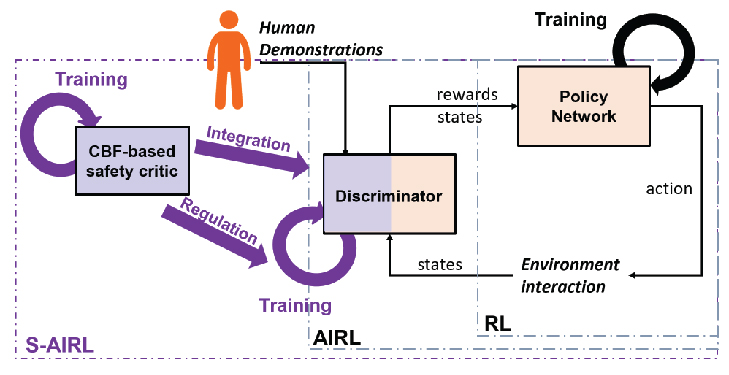 Human
Demonstrations
Training
Training
CBF-based
safety critic
Integration
Regulation
Training
Discriminator
rewards
states
Policy
Network
action
states
Environment
interaction
S-AIRL
AIRL
RL